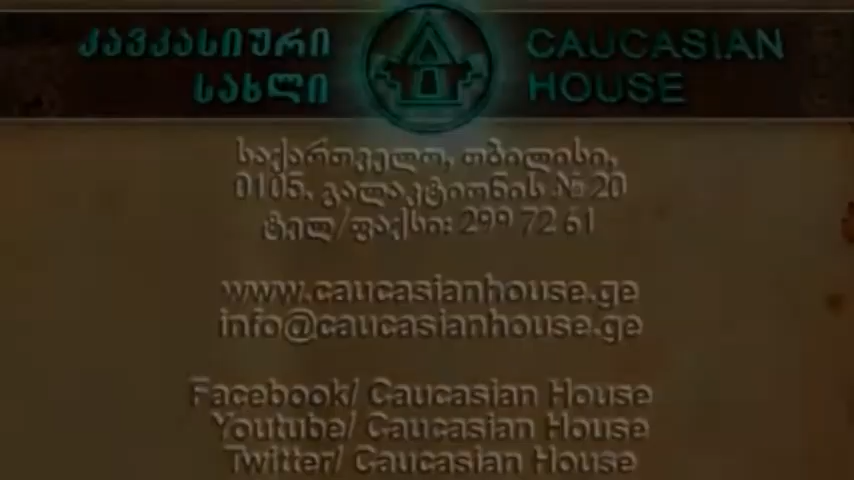 კავკასიური
სახლი
CAUCASIAN
HOUSE
საქართველო, თბილისი,
0105, გალაკტიონის № 20
ტელ/ფაქსი: 299 72 61
www.caucasianhouse.ge
info@caucasianhouse.ge
Facebook/ Caucasian House
Youtube/ Caucasian House
Twitter/ Caucasian House